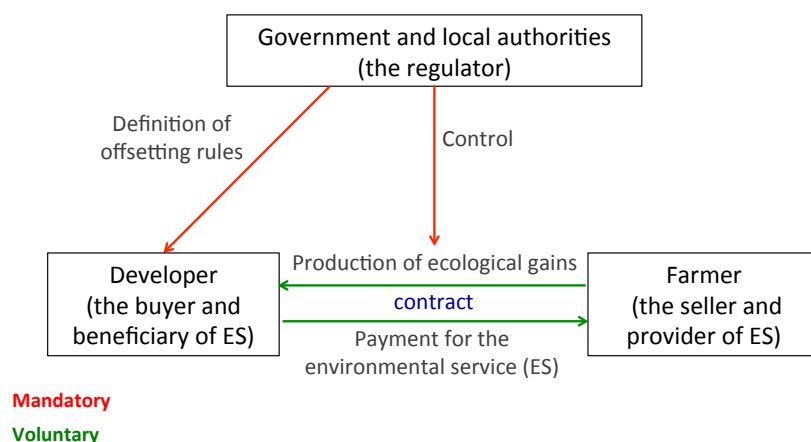 Government and local authorities
(the regulator)
Definition of
offsetting rules
Control
Production of ecological gains
Developer
(the buyer and
beneficiary of ES)
contract
Farmer
(the seller and
provider of ES)
Payment for the
environmental service (ES)
Mandatory
Voluntary